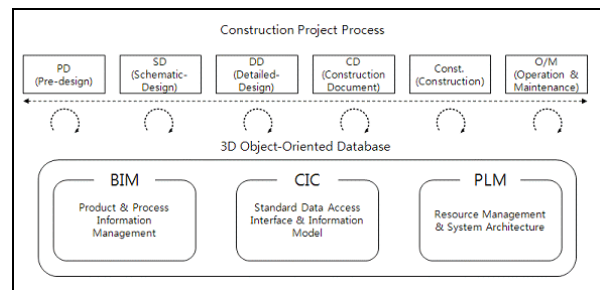 Construction Project Process
PD
(Pre-design)
SD
(Schematic-
Design)
DD
(Detailed-
Design)
CD
(Construction
Document)
Const.
(Construction)
O/M
(Operation &
Maintenance)
3D Object-Oriented Database
BIM
Product & Process
Information
Management
CIC
Standard Data Access
Interface & Information
Model
PLM
Resource Management
& System Architecture